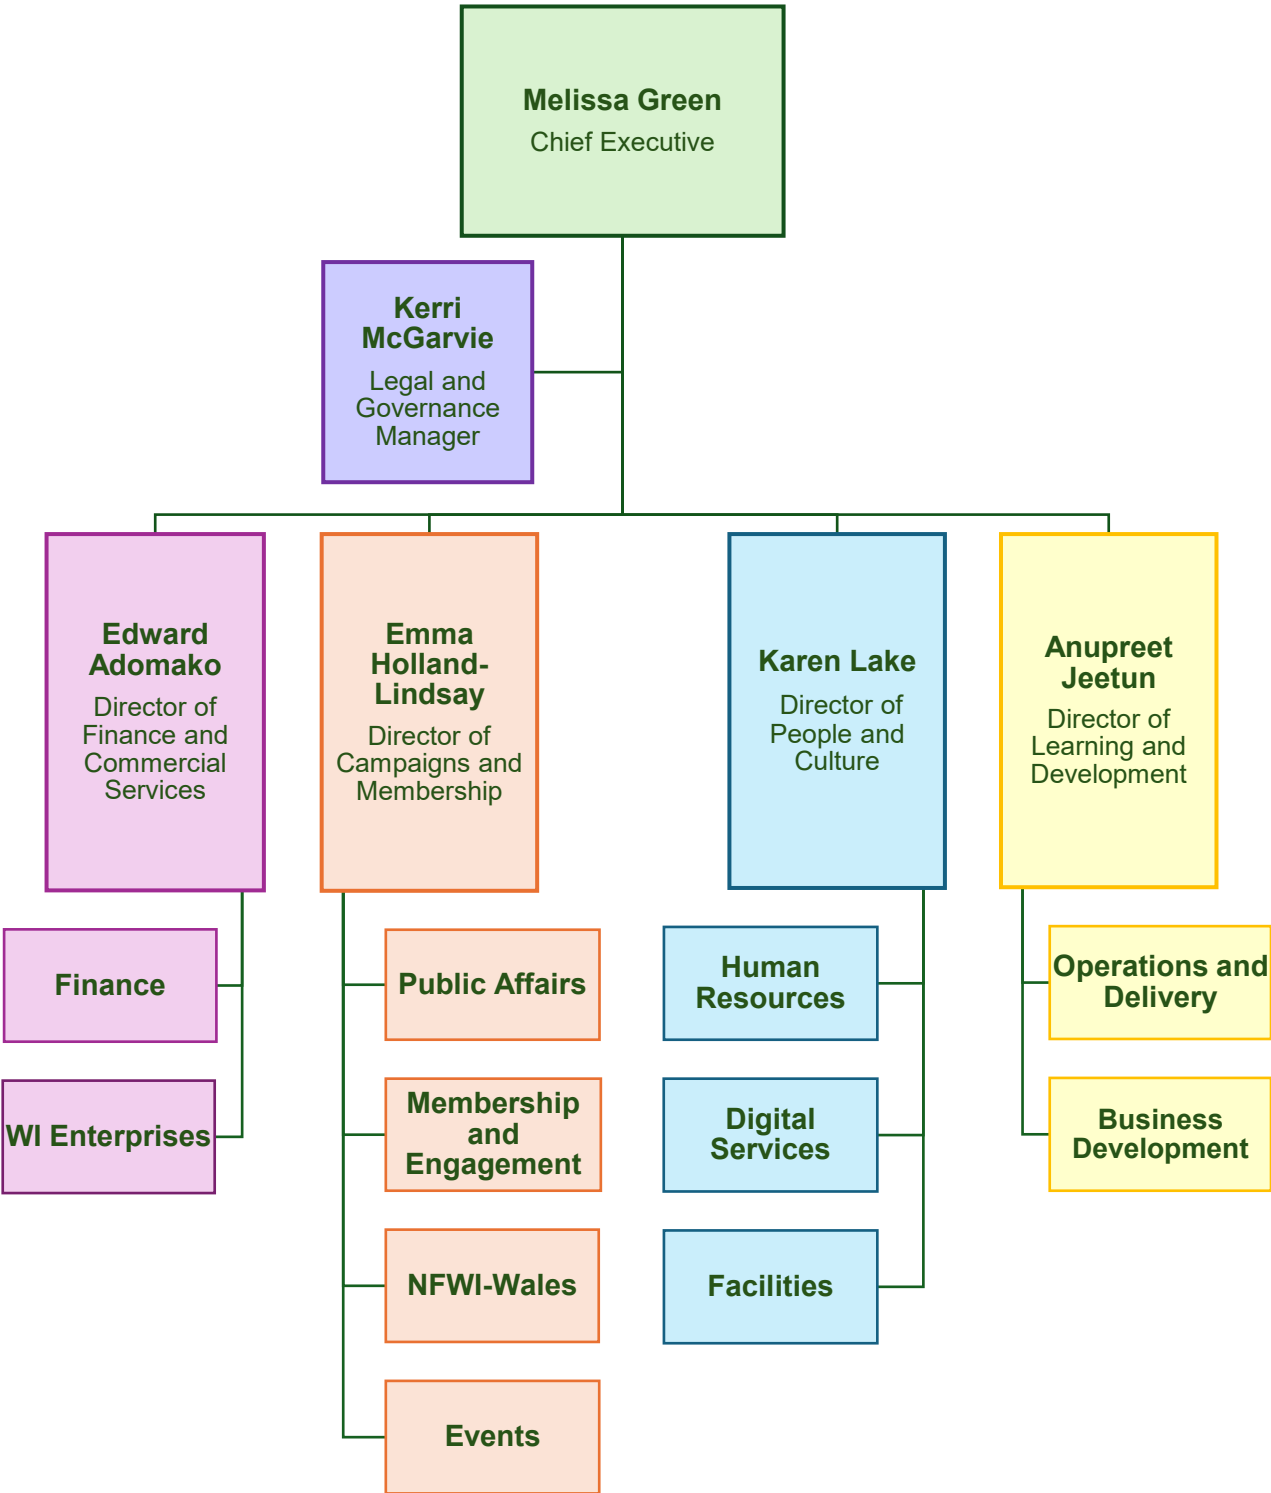 Melissa Green
Chief Executive
Kerri
McGarvie
Legal and
Governance
Manager
Edward
Adomako
Director of
Finance and
Commercial
Services
Emma
Holland-
Lindsay
Director of
Campaigns and
Membership
Karen Lake
Director of
People and
Culture
Anupreet
Jeetun
Director of
Learning and
Development
Finance
WI Enterprises
Public Affairs
Membership
and
Engagement
NFWI-Wales
Events
Human
Resources
Digital
Services
Facilities
Operations and
Delivery
Business
Development